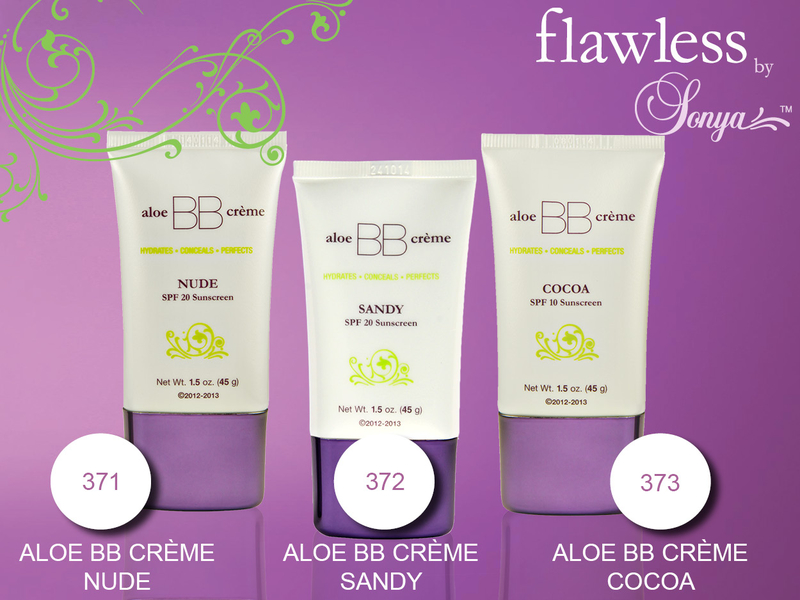 flawless
by
Sonya™
aloe BB crème
HYDRATES • CONCEALS • PERFECTS
NUDE
SPF 20 Sunscreen
Net Wt. 1.5 oz. (45 g)
©2012-2013
341014
aloe BB crème
HYDRATES • CONCEALS • PERFECTS
SANDY
SPF 20 Sunscreen
Net Wt. 1.5 oz. (45 g)
©2012-2013
aloe BB crème
HYDRATES • CONCEALS • PERFECTS
COCOA
SPF 10 Sunscreen
Net Wt. 1.5 oz. (45 g)
©2012-2013
371
372
373
ALOE BB CRÈME
NUDE
ALOE BB CRÈME
SANDY
ALOE BB CRÈME
COCOA